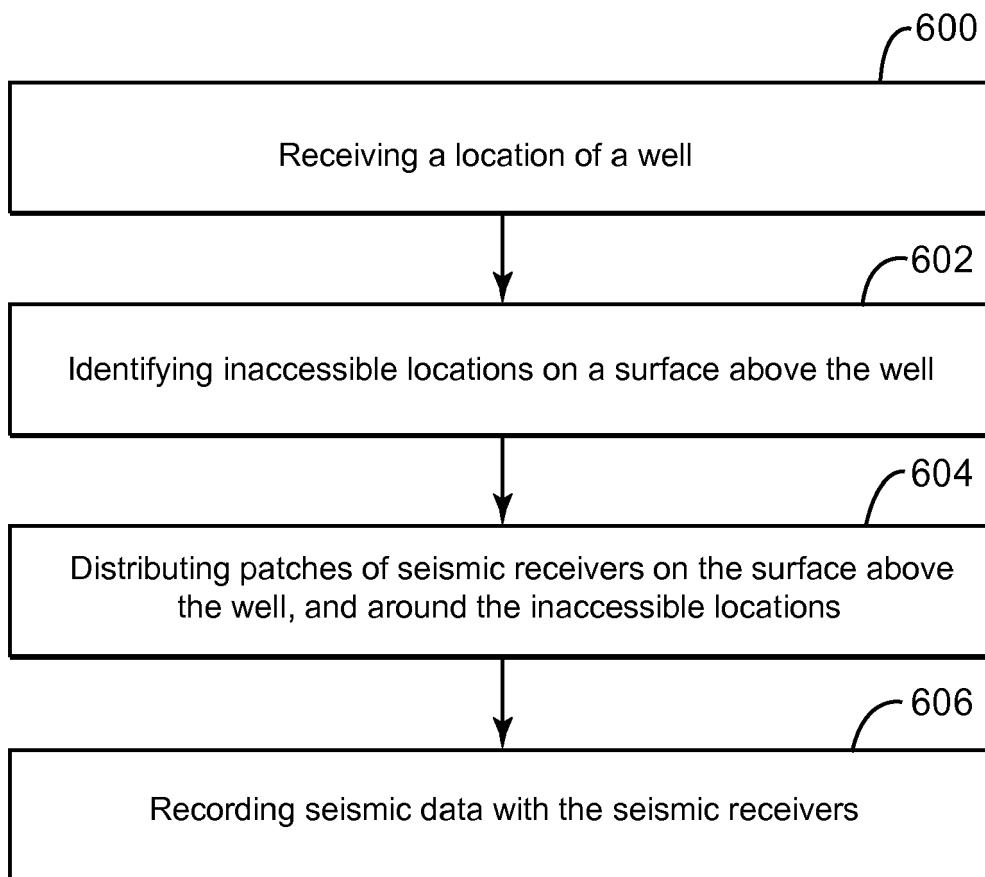 600
Receiving a location of a well
602
Identifying inaccessible locations on a surface above the well
604
Distributing patches of seismic receivers on the surface above
the well, and around the inaccessible locations
606
Recording seismic data with the seismic receivers